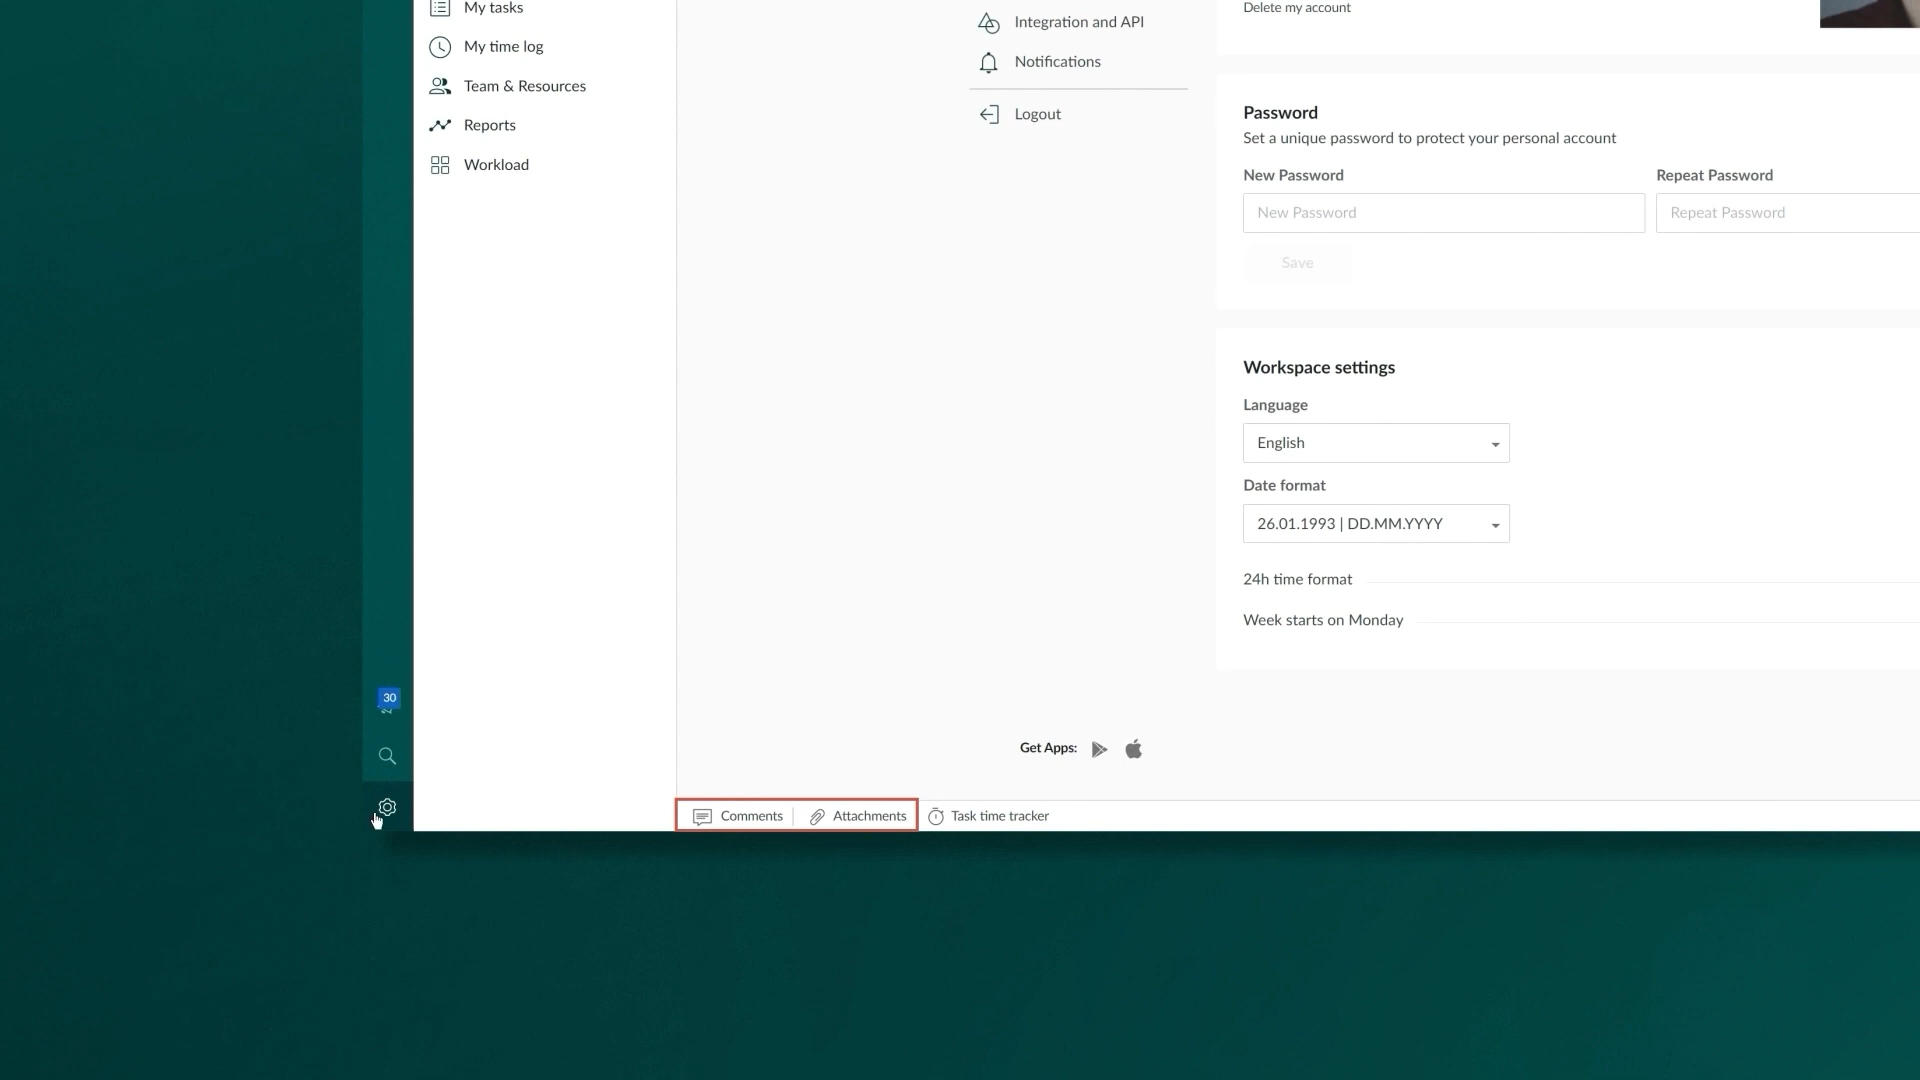 My tasks
My time log
Team & Resources
Reports
Workload
30
Integration and API
Notifications
Logout
Get Apps:
Delete my account
Password
Set a unique password to protect your personal account
New Password
Repeat Password
New Password
Repeat Password
Save
Workspace settings
Language
English
Date format
26.01.1993 | DD.MM.YYYY
24h time format
Week starts on Monday
Comments
Attachments
Task time tracker